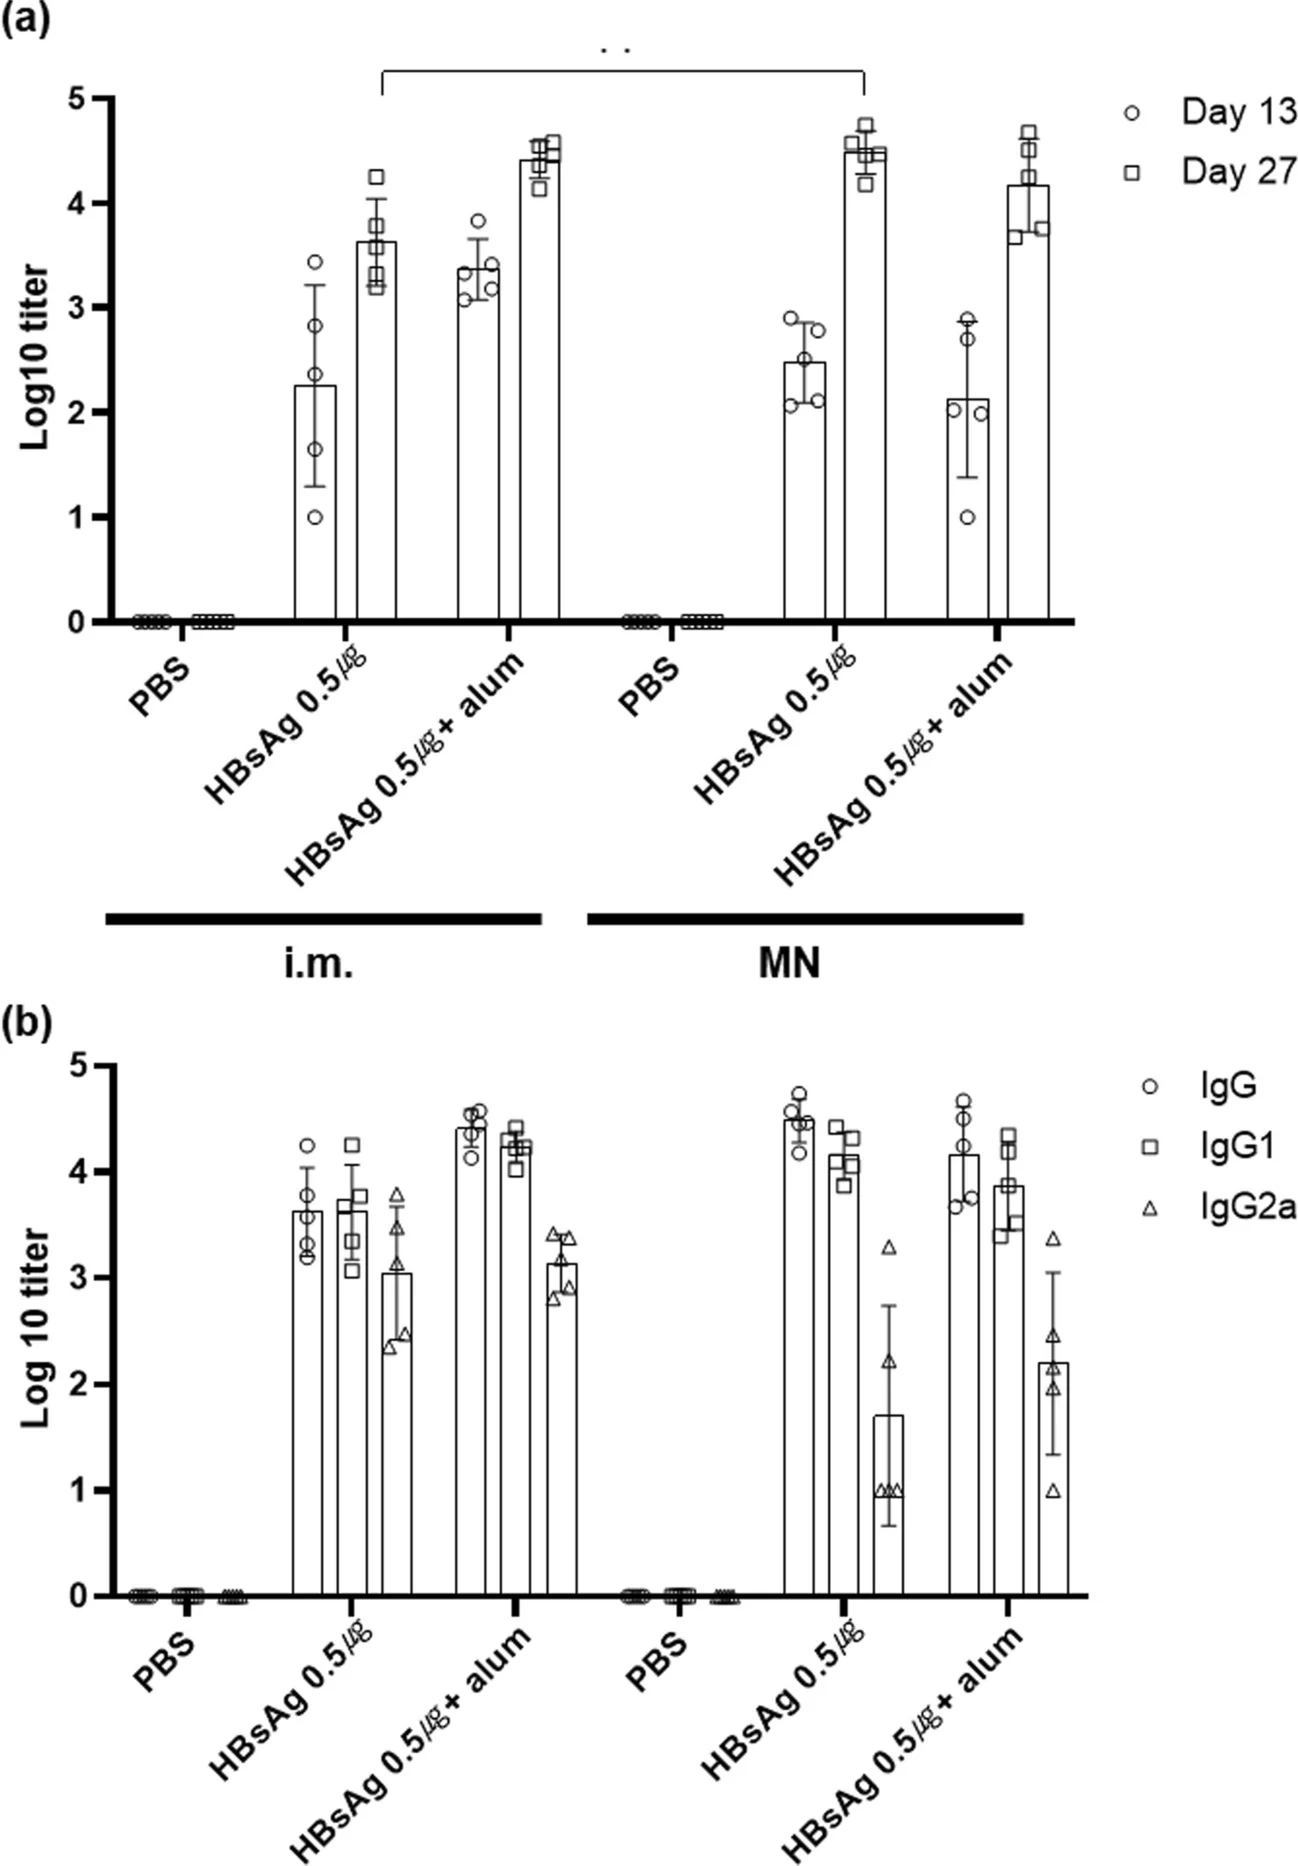 (a)
. .
5
4
3
2
1
0
Log10 titer
Day 13
Day 27
PBS
HBsAg 0.5㎍
HBsAg 0.5㎍+ alum
PBS
HBsAg 0.5㎍
HBsAg 0.5㎍+ alum
i.m.
MN
(b)
5
4
3
2
1
0
Log 10 titer
IgG
IgG1
IgG2a
PBS
HBsAg 0.5㎍
HBsAg 0.5㎍+ alum
PBS
HBsAg 0.5㎍
HBsAg 0.5㎍+ alum